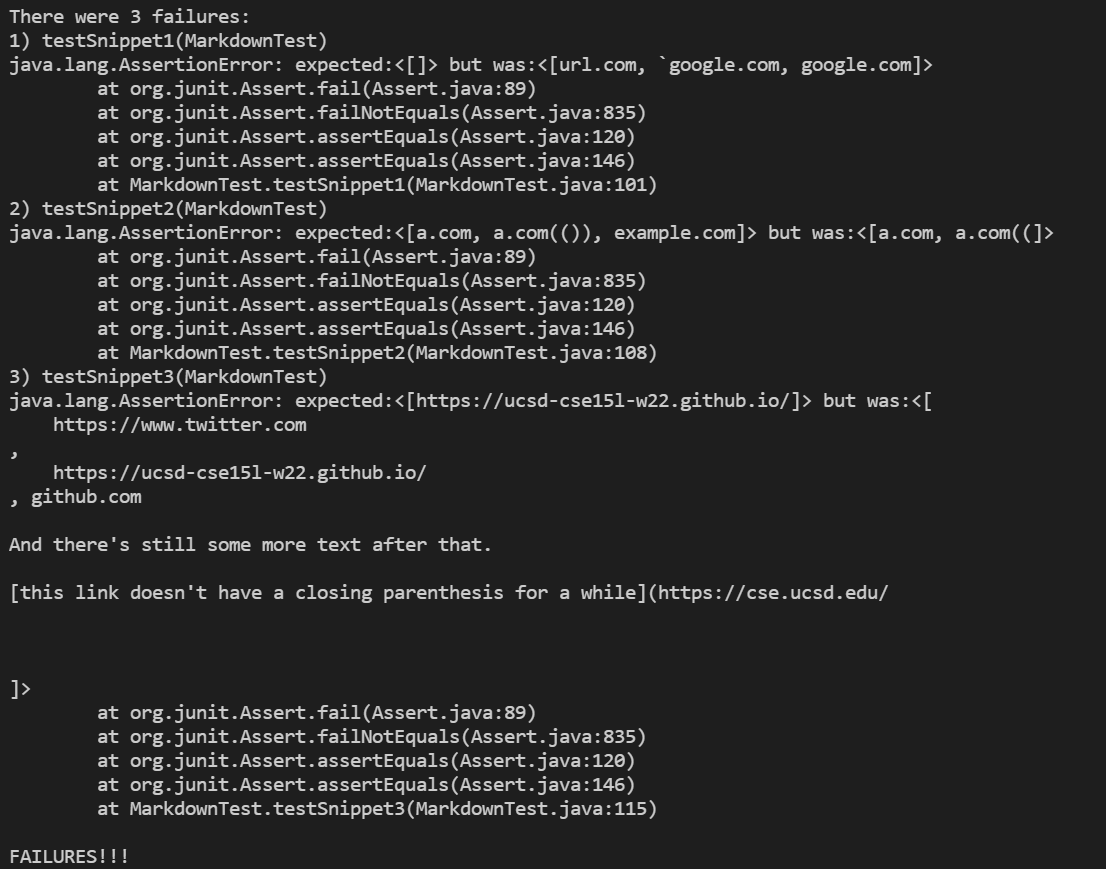 There were 3 failures:
1) testSnippet1(MarkdownTest)
java.lang.AssertionError: expected:<[]> but was:<[url.com, `google.com, google.com]>
        at org.junit.Assert.fail(Assert.java:89)
        at org.junit.Assert.failNotEquals(Assert.java:835)
        at org.junit.Assert.assertEquals(Assert.java:120)
        at org.junit.Assert.assertEquals(Assert.java:146)
        at MarkdownTest.testSnippet1(MarkdownTest.java:101)
2) testSnippet2(MarkdownTest)
java.lang.AssertionError: expected:<[a.com, a.com(()), example.com]> but was:<[a.com, a.com((]>
        at org.junit.Assert.fail(Assert.java:89)
        at org.junit.Assert.failNotEquals(Assert.java:835)
        at org.junit.Assert.assertEquals(Assert.java:120)
        at org.junit.Assert.assertEquals(Assert.java:146)
        at MarkdownTest.testSnippet2(MarkdownTest.java:108)
3) testSnippet3(MarkdownTest)
java.lang.AssertionError: expected:<[https://ucsd-cse15l-w22.github.io/]> but was:<[
    https://www.twitter.com
,
    https://ucsd-cse15l-w22.github.io/
, github.com

And there's still some more text after that.

[this link doesn't have a closing parenthesis for a while](https://cse.ucsd.edu/



]>
        at org.junit.Assert.fail(Assert.java:89)
        at org.junit.Assert.failNotEquals(Assert.java:835)
        at org.junit.Assert.assertEquals(Assert.java:120)
        at org.junit.Assert.assertEquals(Assert.java:146)
        at MarkdownTest.testSnippet3(MarkdownTest.java:115)

FAILURES!!!